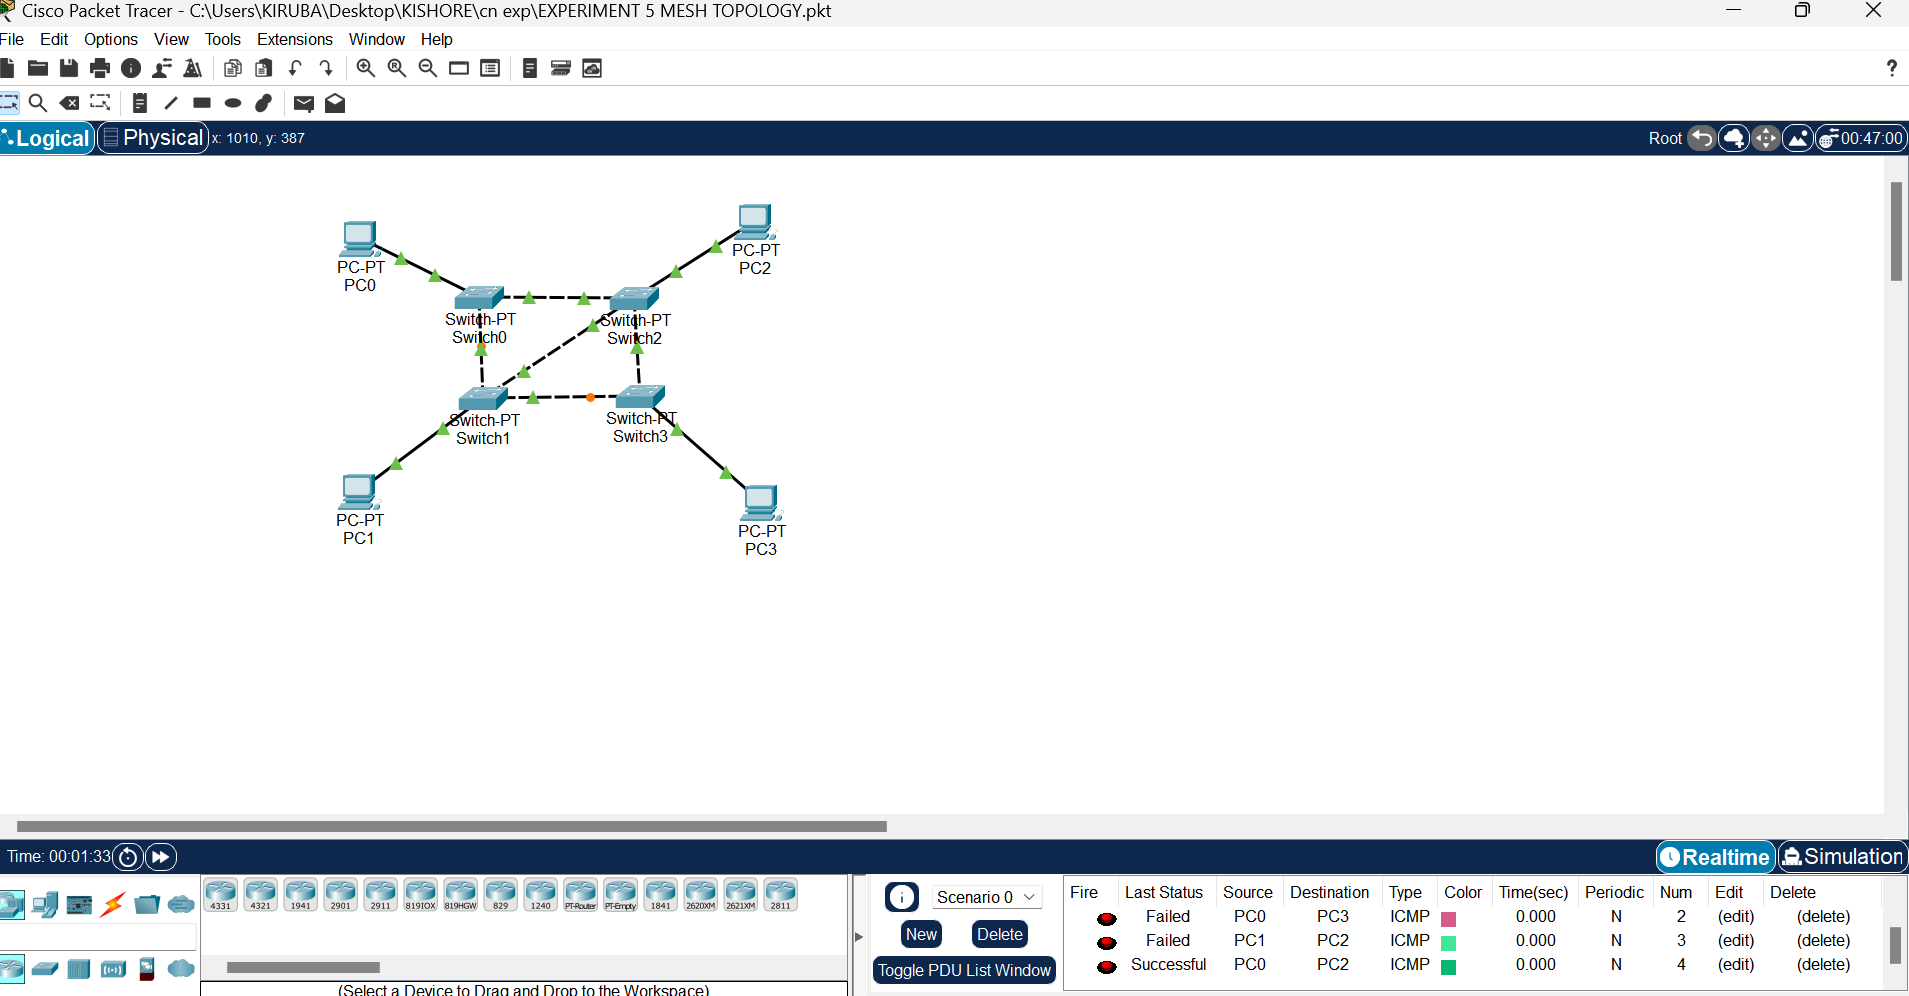 Cisco Packet Tracer - C:\Users\KIRUBA\Desktop\KISHORE\cn exp\EXPERIMENT 5 MESH TOPOLOGY.pkt
File Edit Options View Tools Extensions Window Help
?
Logical Physical x: 1010, y: 387 Root 00:47:00
PC-PT
PC0
PC-PT
PC2
Switch-PT
Switch0
Switch-PT
Switch2
Switch-PT
Switch1
Switch-PT
Switch3
PC-PT
PC1
PC-PT
PC3
Time: 00:01:33 Realtime Simulation
4331 4321 1941 2901 2911 819IOX 819HGW 829 1240 PT-Router PT-Empty 1841 2620XM 2621XM 2811
(Select a Device to Drag and Drop to the Workspace)
Scenario 0
New Delete
Toggle PDU List Window
Fire Last Status Source Destination Type Color Time(sec) Periodic Num Edit Delete
Failed PC0 PC3 ICMP 0.000 N 2 (edit) (delete)
Failed PC1 PC2 ICMP 0.000 N 3 (edit) (delete)
Successful PC0 PC2 ICMP 0.000 N 4 (edit) (delete)